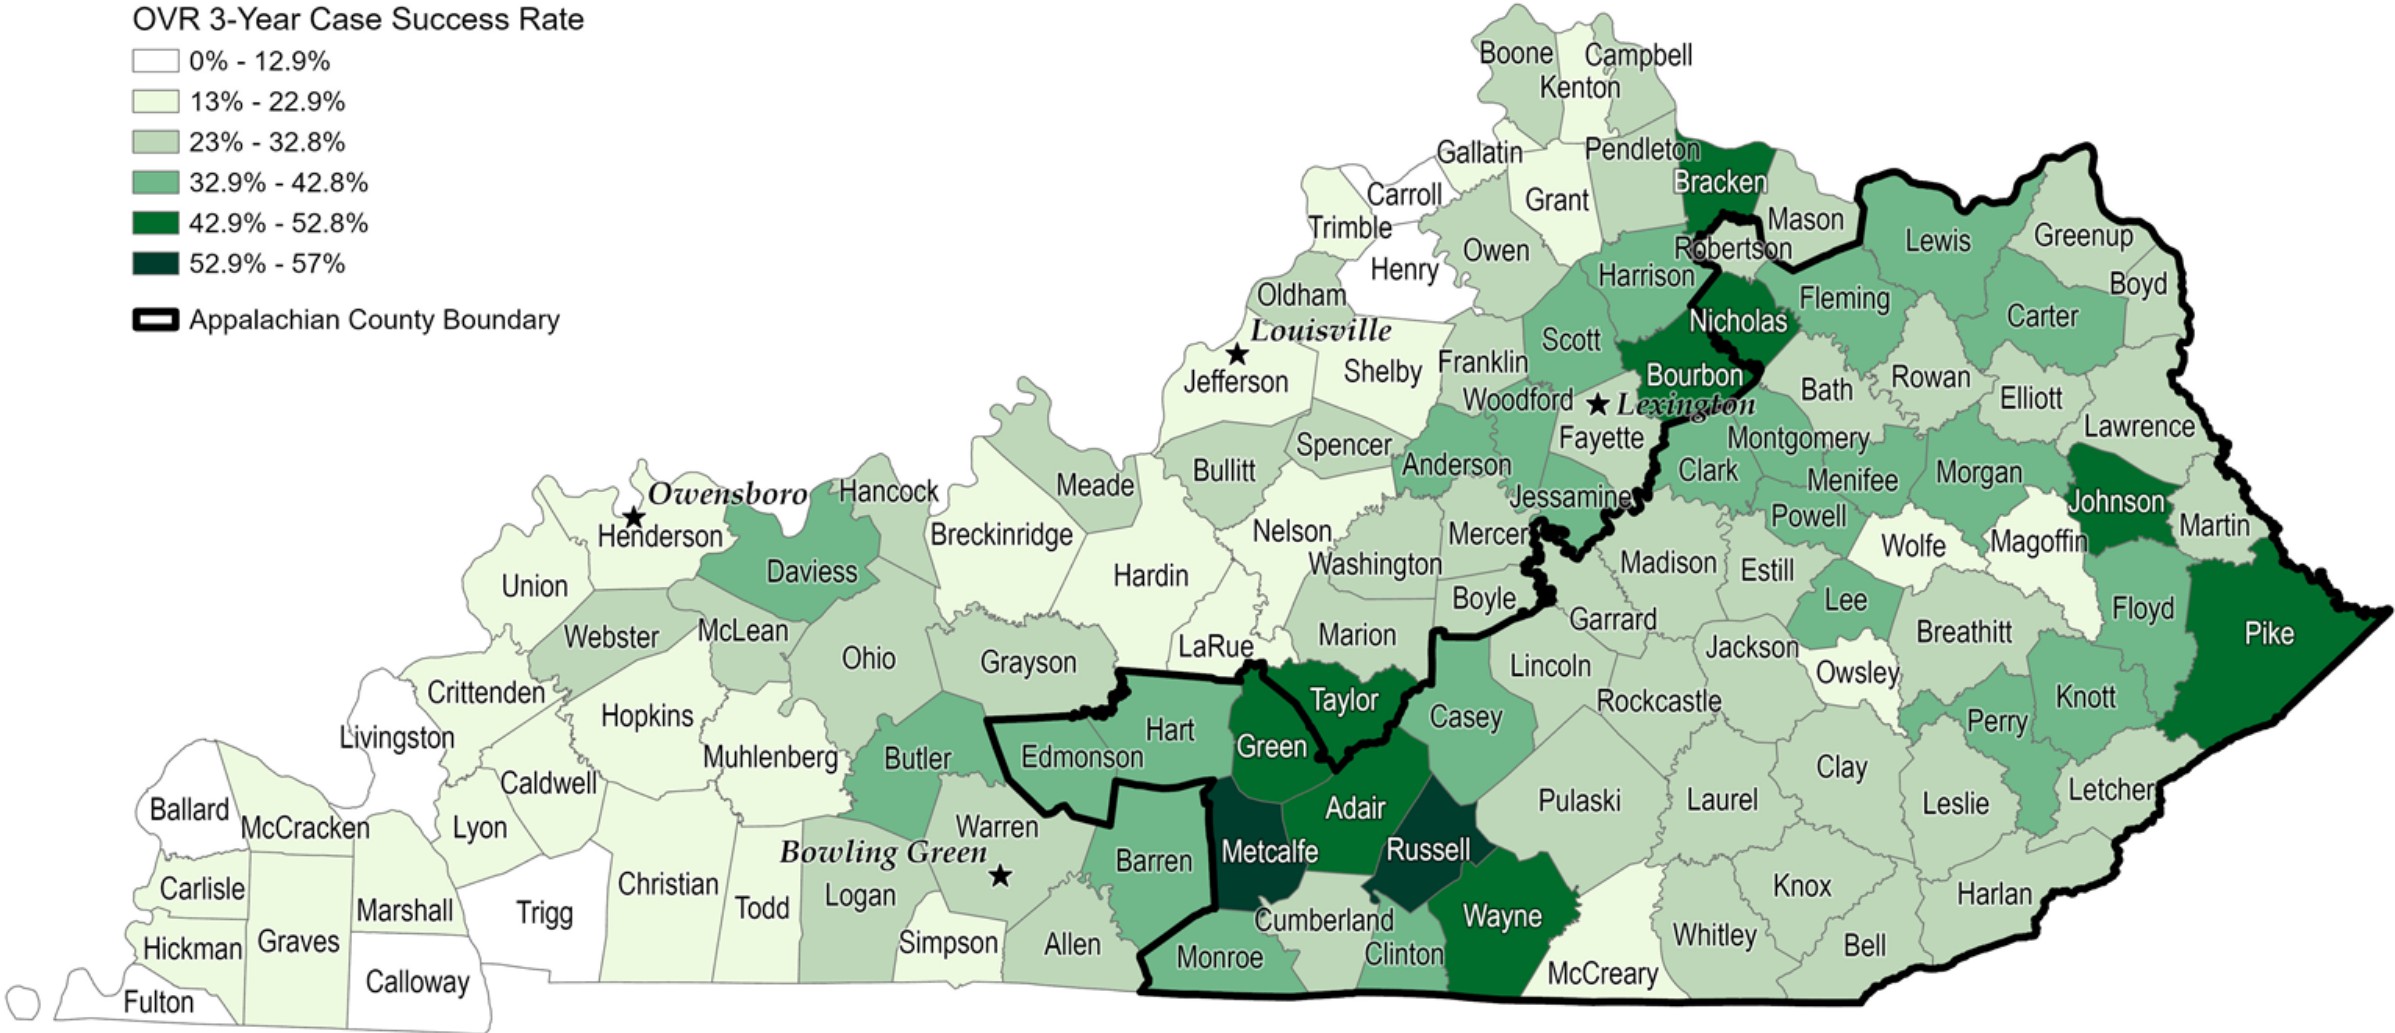 OVR 3-Year Case Success Rate
0% - 12.9%
13% - 22.9%
23% - 32.8%
32.9% - 42.8%
42.9% - 52.8%
52.9% - 57%
Appalachian County Boundary
Boone
Campbell
Kenton
Gallatin
Pendleton
Carroll
Grant
Bracken
Trimble
Mason
Owen
Robertson
Lewis
Greenup
Henry
Harrison
Boyd
Oldham
Fleming
Carter
Louisville
Nicholas
Scott
Jefferson
Shelby
Franklin
Bourbon
Bath
Rowan
Elliott
Woodford
Lexington
Lawrence
Fayette
Montgomery
Spencer
Anderson
Clark
Menifee
Morgan
Bullitt
Meade
Hancock
Owensboro
Jessamine
Johnson
Henderson
Breckinridge
Nelson
Mercer
Powell
Martin
Washington
Madison
Estill
Wolfe
Magoffin
Union
Daviess
Hardin
Boyle
Lee
Floyd
Webster
McLean
Marion
Garrard
Breathitt
Pike
Ohio
Grayson
LaRue
Lincoln
Jackson
Owsley
Crittenden
Taylor
Rockcastle
Knott
Hopkins
Hart
Casey
Perry
Livingston
Muhlenberg
Butler
Edmonson
Green
Clay
Caldwell
Pulaski
Laurel
Leslie
Letcher
Ballard
McCracken
Lyon
Warren
Adair
Bowling Green
Barren
Metcalfe
Russell
Carlisle
Christian
Logan
Knox
Harlan
Marshall
Trigg
Todd
Cumberland
Wayne
Hickman
Graves
Simpson
Allen
Monroe
Clinton
Whitley
Bell
Calloway
McCreary
Fulton